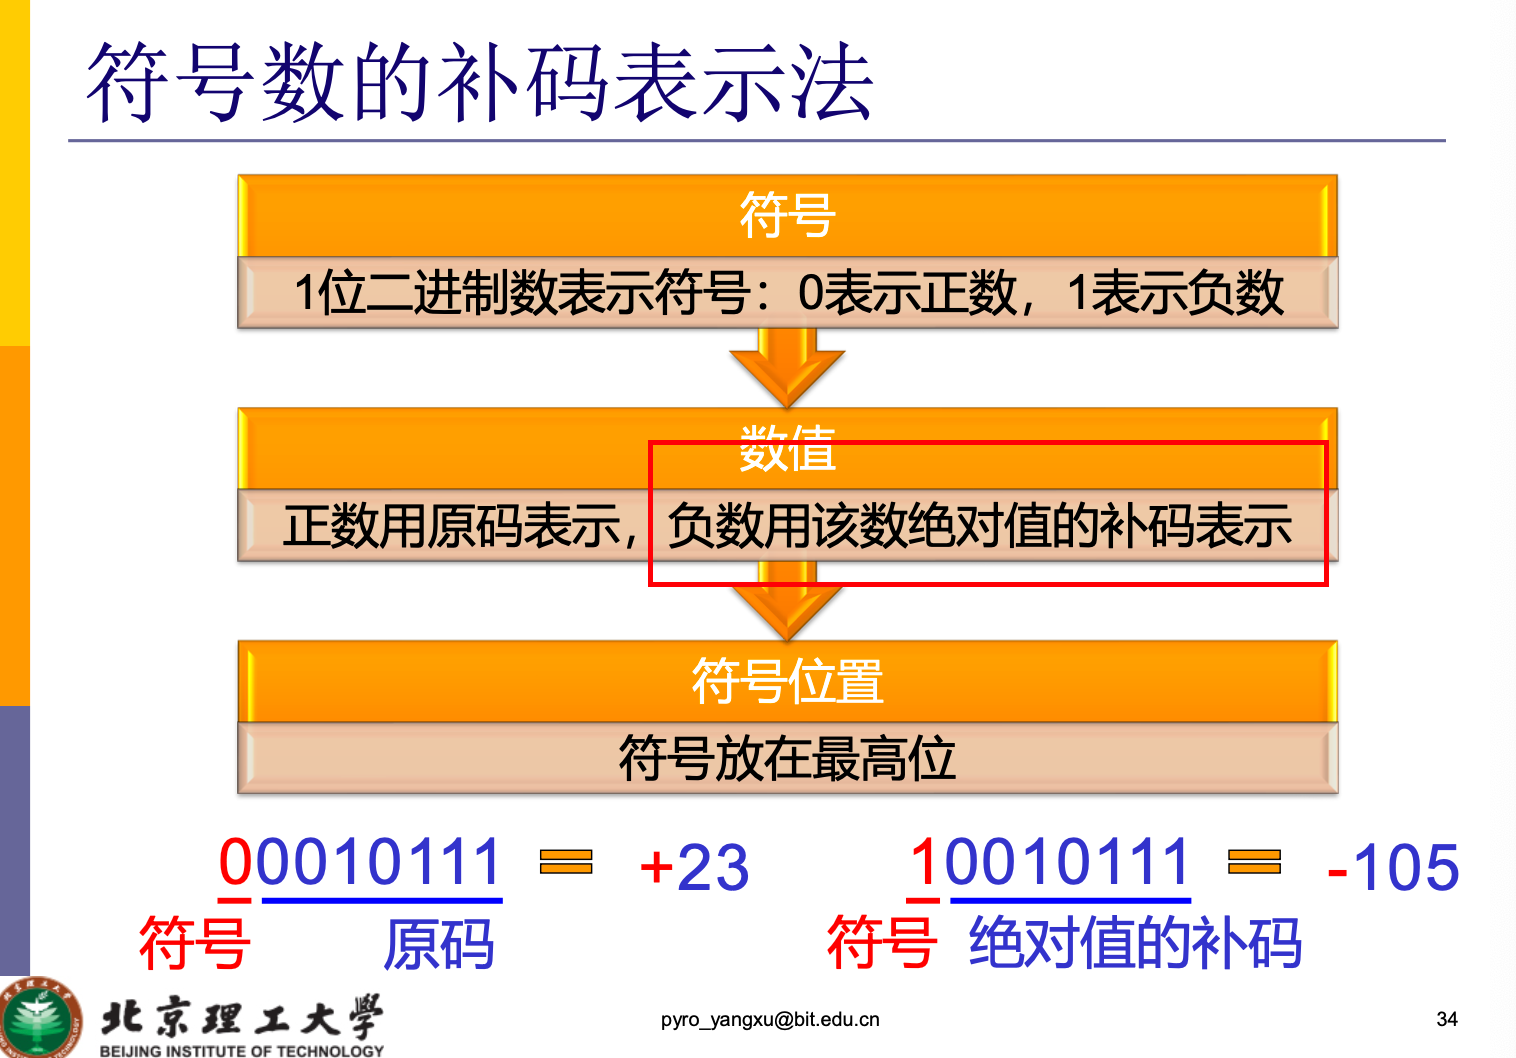 符号数的补码表示法
符号
1位二进制数表示符号：0表示正数，1表示负数
数值
正数用原码表示，负数用该数绝对值的补码表示
符号位置
符号放在最高位
00010111 = +23
10010111 = -105
符号 原码
符号 绝对值的补码
北京理工大学
BEIJING INSTITUTE OF TECHNOLOGY
pyro_yangxu@bit.edu.cn
34